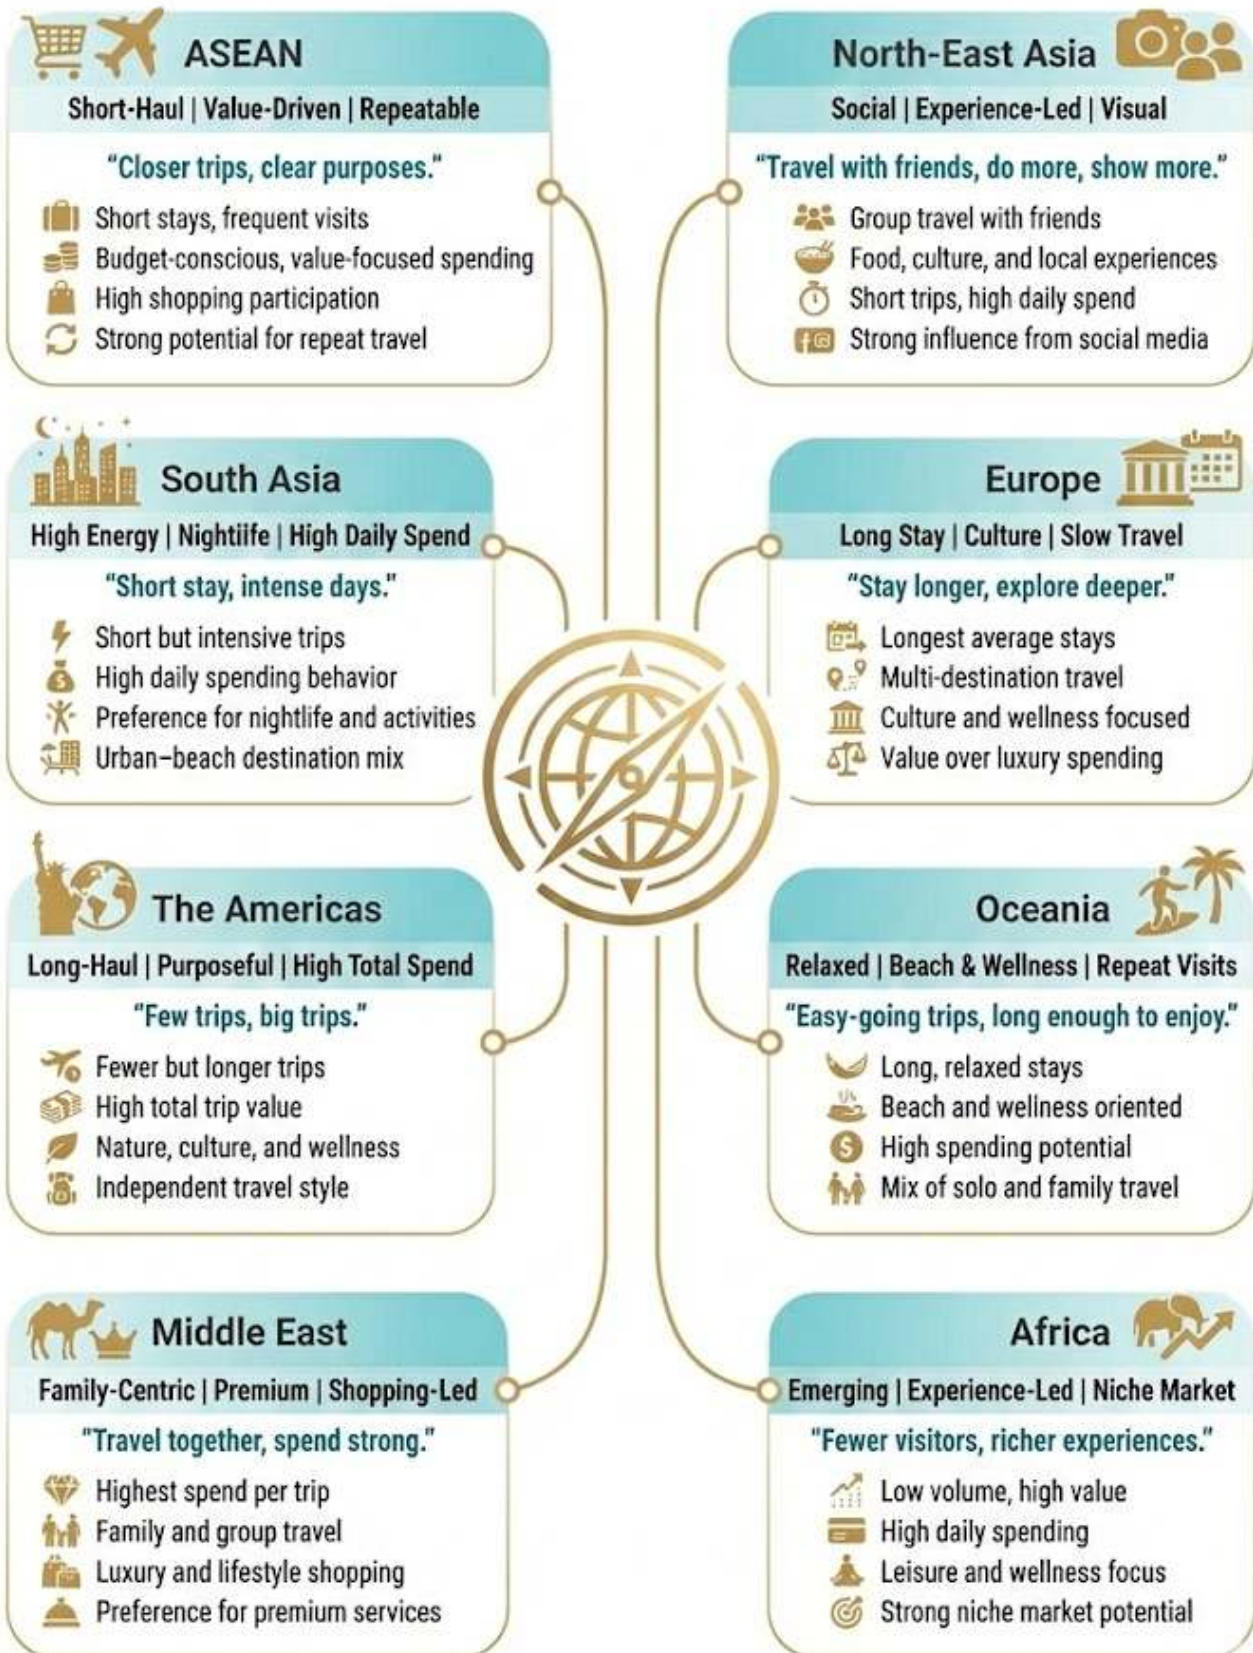 ASEAN
Short-Haul | Value-Driven | Repeatable
"Closer trips, clear purposes."
Short stays, frequent visits
Budget-conscious, value-focused spending
High shopping participation
Strong potential for repeat travel
North-East Asia
Social | Experience-Led | Visual
"Travel with friends, do more, show more."
Group travel with friends
Food, culture, and local experiences
Short trips, high daily spend
Strong influence from social media
South Asia
High Energy | Nightlife | High Daily Spend
"Short stay, intense days."
Short but intensive trips
High daily spending behavior
Preference for nightlife and activities
Urban–beach destination mix
Europe
Long Stay | Culture | Slow Travel
"Stay longer, explore deeper."
Longest average stays
Multi-destination travel
Culture and wellness focused
Value over luxury spending
The Americas
Long-Haul | Purposeful | High Total Spend
"Few trips, big trips."
Fewer but longer trips
High total trip value
Nature, culture, and wellness
Independent travel style
Oceania
Relaxed | Beach & Wellness | Repeat Visits
"Easy-going trips, long enough to enjoy."
Long, relaxed stays
Beach and wellness oriented
High spending potential
Mix of solo and family travel
Middle East
Family-Centric | Premium | Shopping-Led
"Travel together, spend strong."
Highest spend per trip
Family and group travel
Luxury and lifestyle shopping
Preference for premium services
Africa
Emerging | Experience-Led | Niche Market
"Fewer visitors, richer experiences."
Low volume, high value
High daily spending
Leisure and wellness focus
Strong niche market potential